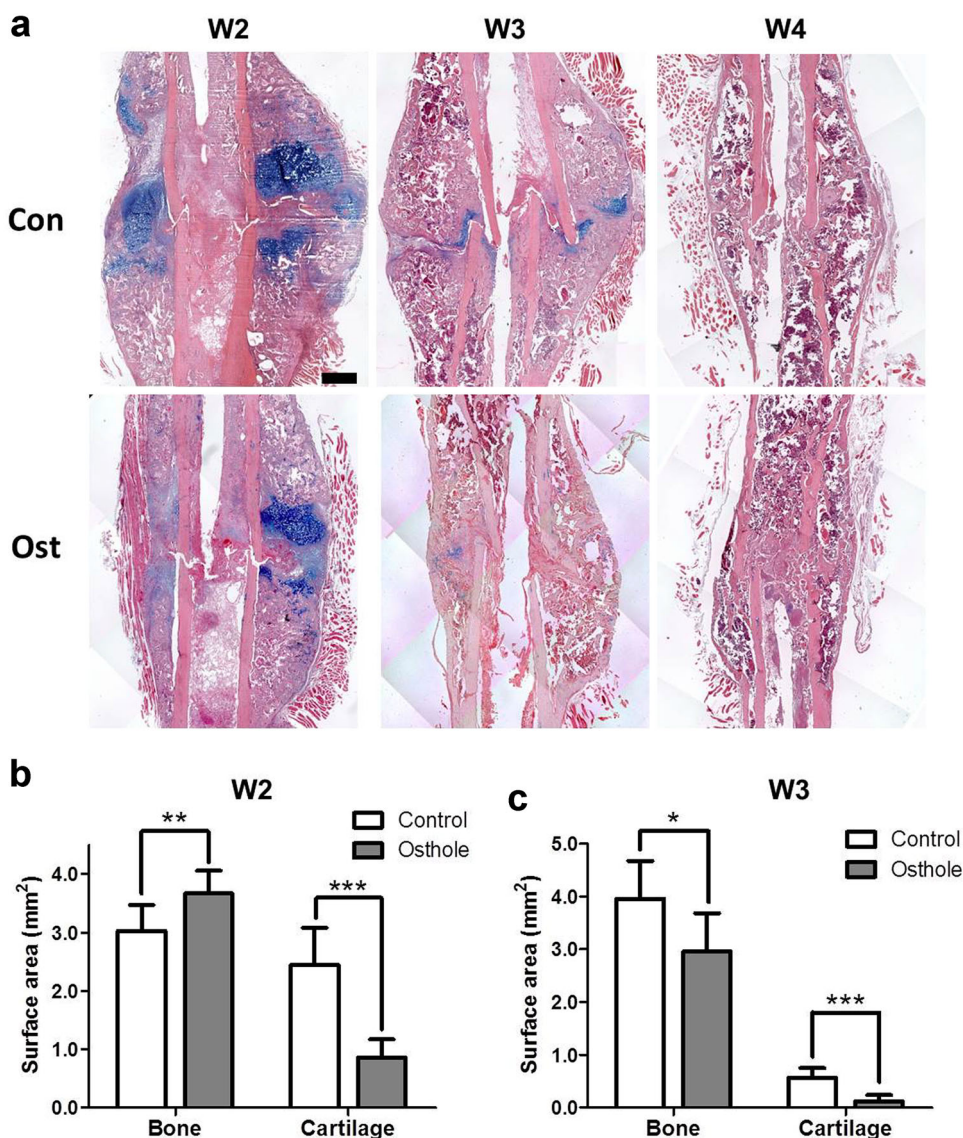 a
W2 W3 W4
Con
Ost
b
W2
Control
Osthole
**
***
Surface area (mm²)
4.0
3.0
2.0
1.0
0.0
Bone Cartilage
c
W3
Control
Osthole
*
***
Surface area (mm²)
5.0
4.0
3.0
2.0
1.0
0.0
Bone Cartilage